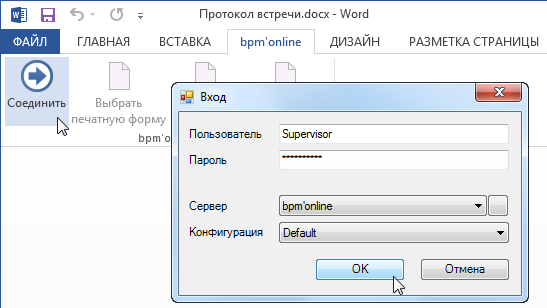 Протокол встречи.docx - Word
ФАЙЛ ГЛАВНАЯ ВСТАВКА bpm'online ДИЗАЙН РАЗМЕТКА СТРАНИЦЫ
Соединить
Выбрать
печатную форму
Вход
Пользователь Supervisor
Пароль **********
Сервер bpm'online
Конфигурация Default
OK Отмена